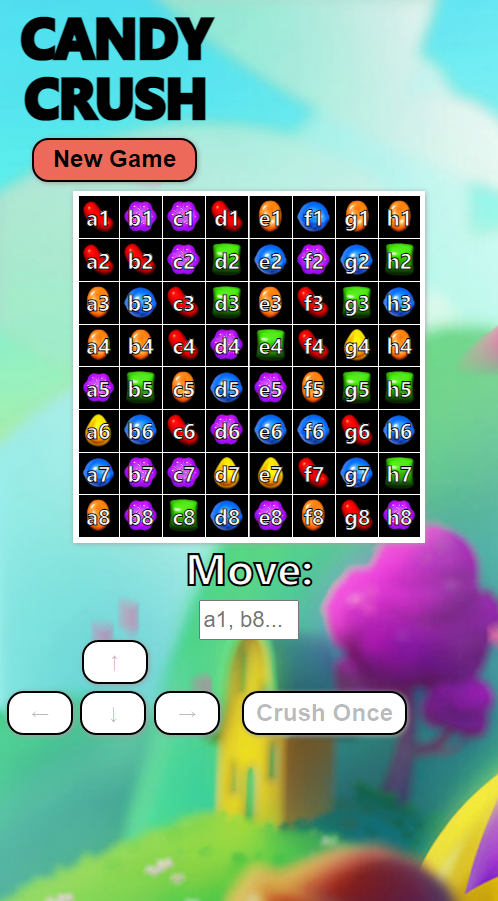 CANDY
CRUSH
New Game
a1 b1 c1 d1 e1 f1 g1 h1
a2 b2 c2 d2 e2 f2 g2 h2
a3 b3 c3 d3 e3 f3 g3 h3
a4 b4 c4 d4 e4 f4 g4 h4
a5 b5 c5 d5 e5 f5 g5 h5
a6 b6 c6 d6 e6 f6 g6 h6
a7 b7 c7 d7 e7 f7 g7 h7
a8 b8 c8 d8 e8 f8 g8 h8
Move:
a1, b8...
↑
← ↓ → Crush Once